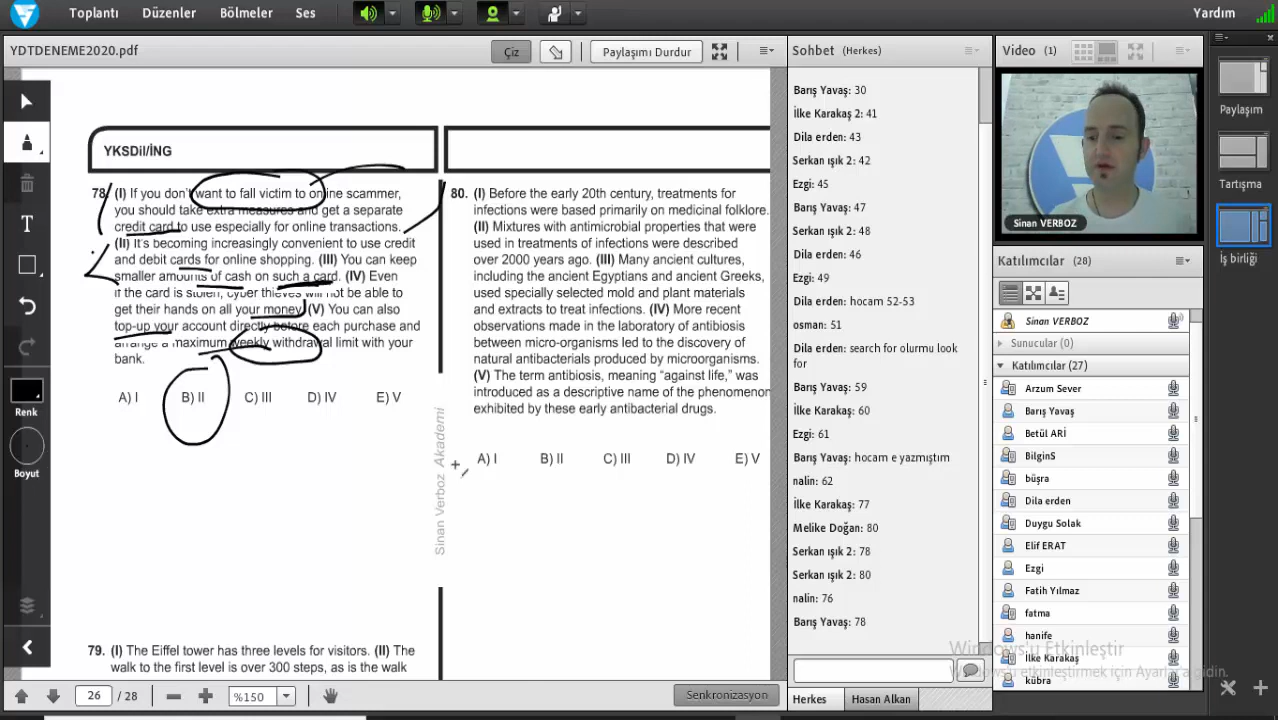 Toplantı Düzenler Bölmeler Ses Yardım
YDTDENEME2020.pdf
Çiz
Paylaşımı Durdur
YKSDil/İNG
78. (I) If you don't want to fall victim to online scammer,
you should take extra measures and get a separate
credit card to use especially for online transactions.
(II) It's becoming increasingly convenient to use credit
and debit cards for online shopping. (III) You can keep
smaller amounts of cash on such a card. (IV) Even
if the card is stolen, cyber thieves will not be able to
get their hands on all your money. (V) You can also
top-up your account directly before each purchase and
arrange a maximum weekly withdrawal limit with your
bank.
A) I B) II C) III D) IV E) V
79. (I) The Eiffel tower has three levels for visitors. (II) The
walk to the first level is over 300 steps, as is the walk
Sinan Verboz Akademi
80. (I) Before the early 20th century, treatments for
infections were based primarily on medicinal folklore.
(II) Mixtures with antimicrobial properties that were
used in treatments of infections were described
over 2000 years ago. (III) Many ancient cultures,
including the ancient Egyptians and ancient Greeks,
used specially selected mold and plant materials
and extracts to treat infections. (IV) More recent
observations made in the laboratory of antibiosis
between micro-organisms led to the discovery of
natural antibacterials produced by microorganisms.
(V) The term antibiosis, meaning "against life," was
introduced as a descriptive name of the phenomenon
exhibited by these early antibacterial drugs.
A) I B) II C) III D) IV E) V
Renk
Boyut
26 / 28
%150
Senkronizasyon
Sohbet (Herkes)
Barış Yavaş: 30
İlke Karakaş 2: 41
Dila erden: 43
Serkan ışık 2: 42
Ezgi: 45
Barış Yavaş: 47
Serkan ışık 2: 48
Dila erden: 46
Ezgi: 49
Dila erden: hocam 52-53
osman: 51
Dila erden: search for olurmu look
for
Barış Yavaş: 59
İlke Karakaş: 60
Ezgi: 61
Barış Yavaş: hocam e yazmıştım
nalin: 62
İlke Karakaş: 77
Melike Doğan: 80
Serkan ışık 2: 78
Serkan ışık 2: 80
nalin: 76
Barış Yavaş: 78
Herkes
Hasan Alkan
Video (1)
Sinan VERBOZ
Katılımcılar (28)
Sinan VERBOZ
Sunucular (0)
Katılımcılar (27)
Arzum Sever
Barış Yavaş
Betül ARİ
BilginS
büşra
Dila erden
Duygu Solak
Elif ERAT
Ezgi
Fatih Yılmaz
fatma
hanife
İlke Karakaş
kübra
Windows'u Etkinleştir
Windows'u etkinleştirmek için Ayarlar'a gidin.
Paylaşım
Tartışma
İş birliği